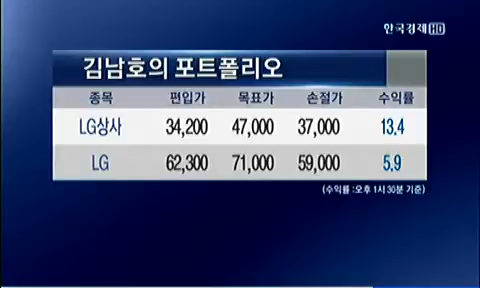 한국경제HD
김남호의 포트폴리오
종목 편입가 목표가 손절가 수익률
LG상사 34,200 47,000 37,000 13.4
LG 62,300 71,000 59,000 5.9
(수익률:오후 1시 30분 기준)